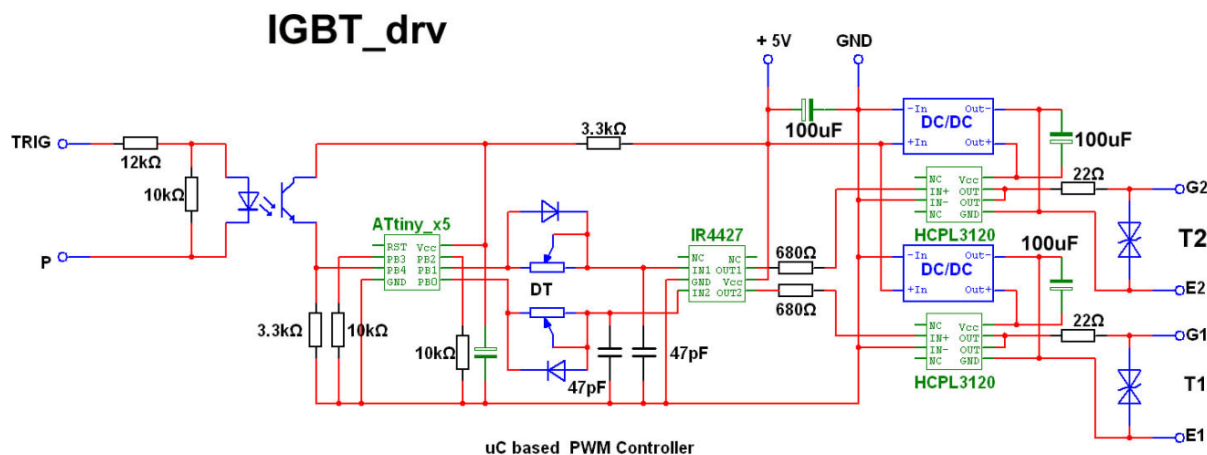 IGBT_drv
+ 5V
GND
TRIG
12kΩ
10kΩ
P
3.3kΩ
100uF
-In Out-
DC/DC
+In Out+
100uF
NC Vcc
IN+ OUT
IN- OUT
NC GND
HCPL3120
22Ω
G2
T2
E2
ATtiny_x5
RST Vcc
PB3 PB2
PB4 PB1
GND PB0
3.3kΩ
10kΩ
10kΩ
DT
47pF
47pF
IR4427
NC NC
IN1 OUT1
GND Vcc
IN2 OUT2
680Ω
680Ω
-In Out-
DC/DC
+In Out+
100uF
NC Vcc
IN+ OUT
IN- OUT
NC GND
HCPL3120
22Ω
G1
T1
E1
uC based PWM Controller